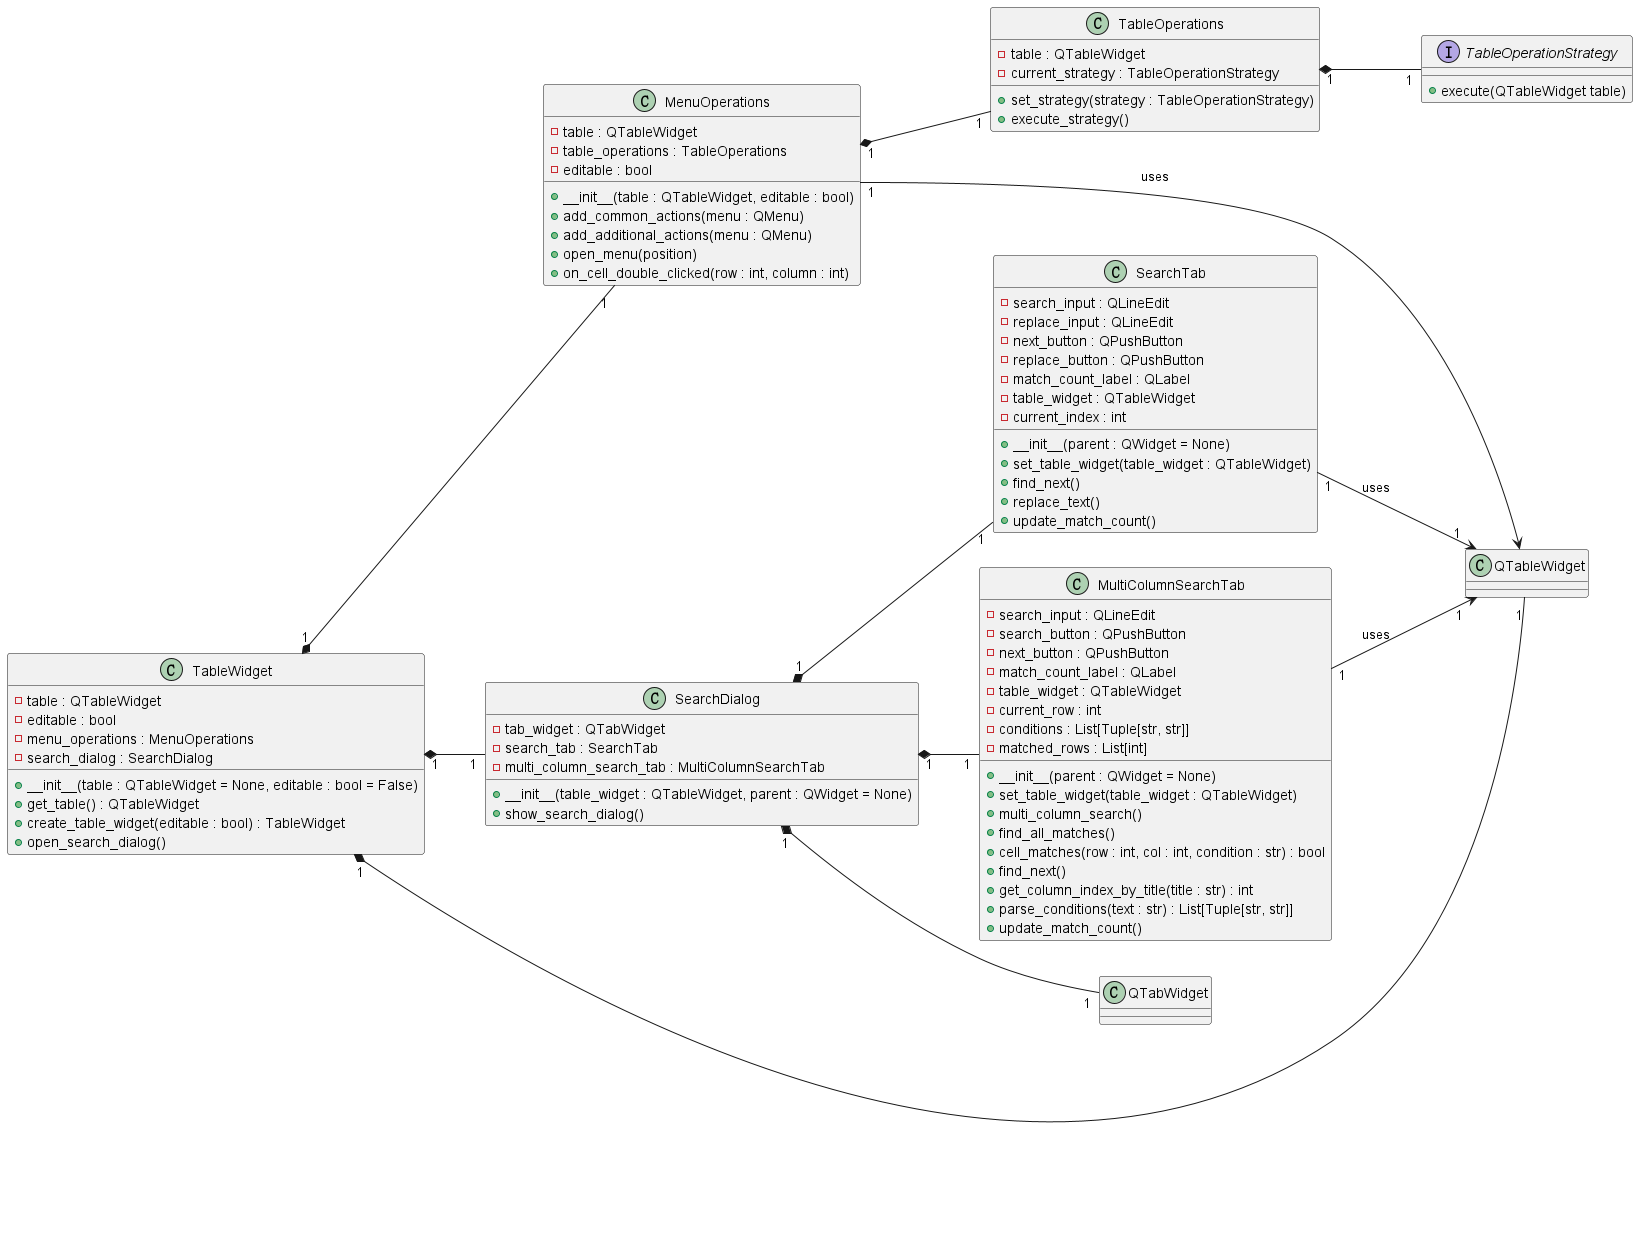 C TableOperations
table : QTableWidget
current_strategy : TableOperationStrategy
set_strategy(strategy : TableOperationStrategy)
execute_strategy()
1
1
I TableOperationStrategy
execute(QTableWidget table)
C MenuOperations
table : QTableWidget
table_operations : TableOperations
editable : bool
__init__(table : QTableWidget, editable : bool)
add_common_actions(menu : QMenu)
add_additional_actions(menu : QMenu)
open_menu(position)
on_cell_double_clicked(row : int, column : int)
1
1
1
uses
1
C SearchTab
search_input : QLineEdit
replace_input : QLineEdit
next_button : QPushButton
replace_button : QPushButton
match_count_label : QLabel
table_widget : QTableWidget
current_index : int
__init__(parent : QWidget = None)
set_table_widget(table_widget : QTableWidget)
find_next()
replace_text()
update_match_count()
1
uses
1
1
C QTableWidget
1
1
C MultiColumnSearchTab
search_input : QLineEdit
search_button : QPushButton
next_button : QPushButton
match_count_label : QLabel
table_widget : QTableWidget
current_row : int
conditions : List[Tuple[str, str]]
matched_rows : List[int]
__init__(parent : QWidget = None)
set_table_widget(table_widget : QTableWidget)
multi_column_search()
find_all_matches()
cell_matches(row : int, col : int, condition : str) : bool
find_next()
get_column_index_by_title(title : str) : int
parse_conditions(text : str) : List[Tuple[str, str]]
update_match_count()
uses
1
1
C TableWidget
table : QTableWidget
editable : bool
menu_operations : MenuOperations
search_dialog : SearchDialog
__init__(table : QTableWidget = None, editable : bool = False)
get_table() : QTableWidget
create_table_widget(editable : bool) : TableWidget
open_search_dialog()
1
1
1
1
C SearchDialog
tab_widget : QTabWidget
search_tab : SearchTab
multi_column_search_tab : MultiColumnSearchTab
__init__(table_widget : QTableWidget, parent : QWidget = None)
show_search_dialog()
1
1
1
1
C QTabWidget
1